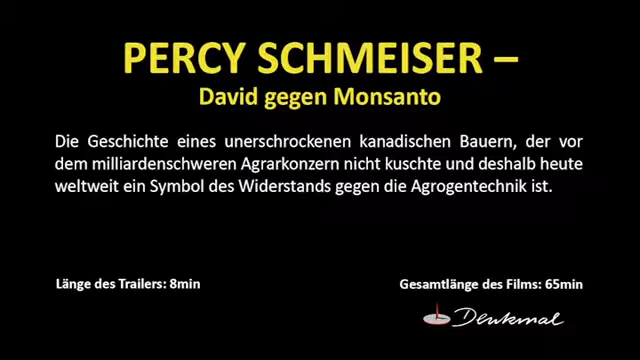 PERCY SCHMEISER –
David gegen Monsanto
Die Geschichte eines unerschrockenen kanadischen Bauern, der vor
dem milliardenschweren Agrarkonzern nicht kuschte und deshalb heute
weltweit ein Symbol des Widerstands gegen die Agrogentechnik ist.
Länge des Trailers: 8min
Gesamtlänge des Films: 65min
Denkmal